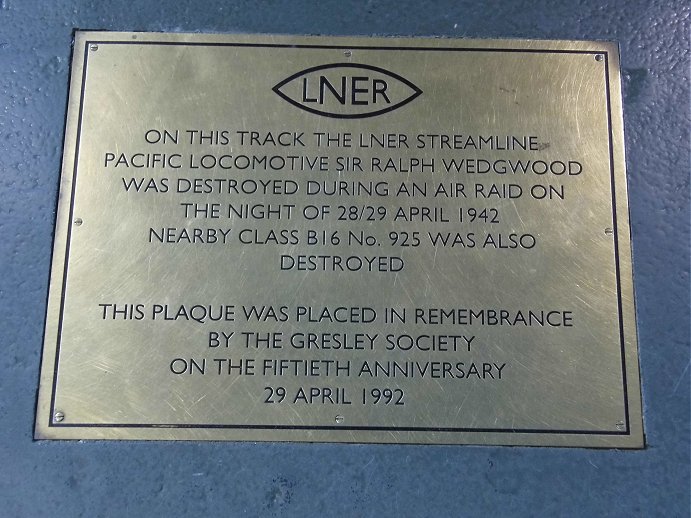 LNER
ON THIS TRACK THE LNER STREAMLINE
PACIFIC LOCOMOTIVE SIR RALPH WEDGWOOD
WAS DESTROYED DURING AN AIR RAID ON
THE NIGHT OF 28/29 APRIL 1942
NEARBY CLASS B16 No. 925 WAS ALSO
DESTROYED
THIS PLAQUE WAS PLACED IN REMEMBRANCE
BY THE GRESLEY SOCIETY
ON THE FIFTIETH ANNIVERSARY
29 APRIL 1992